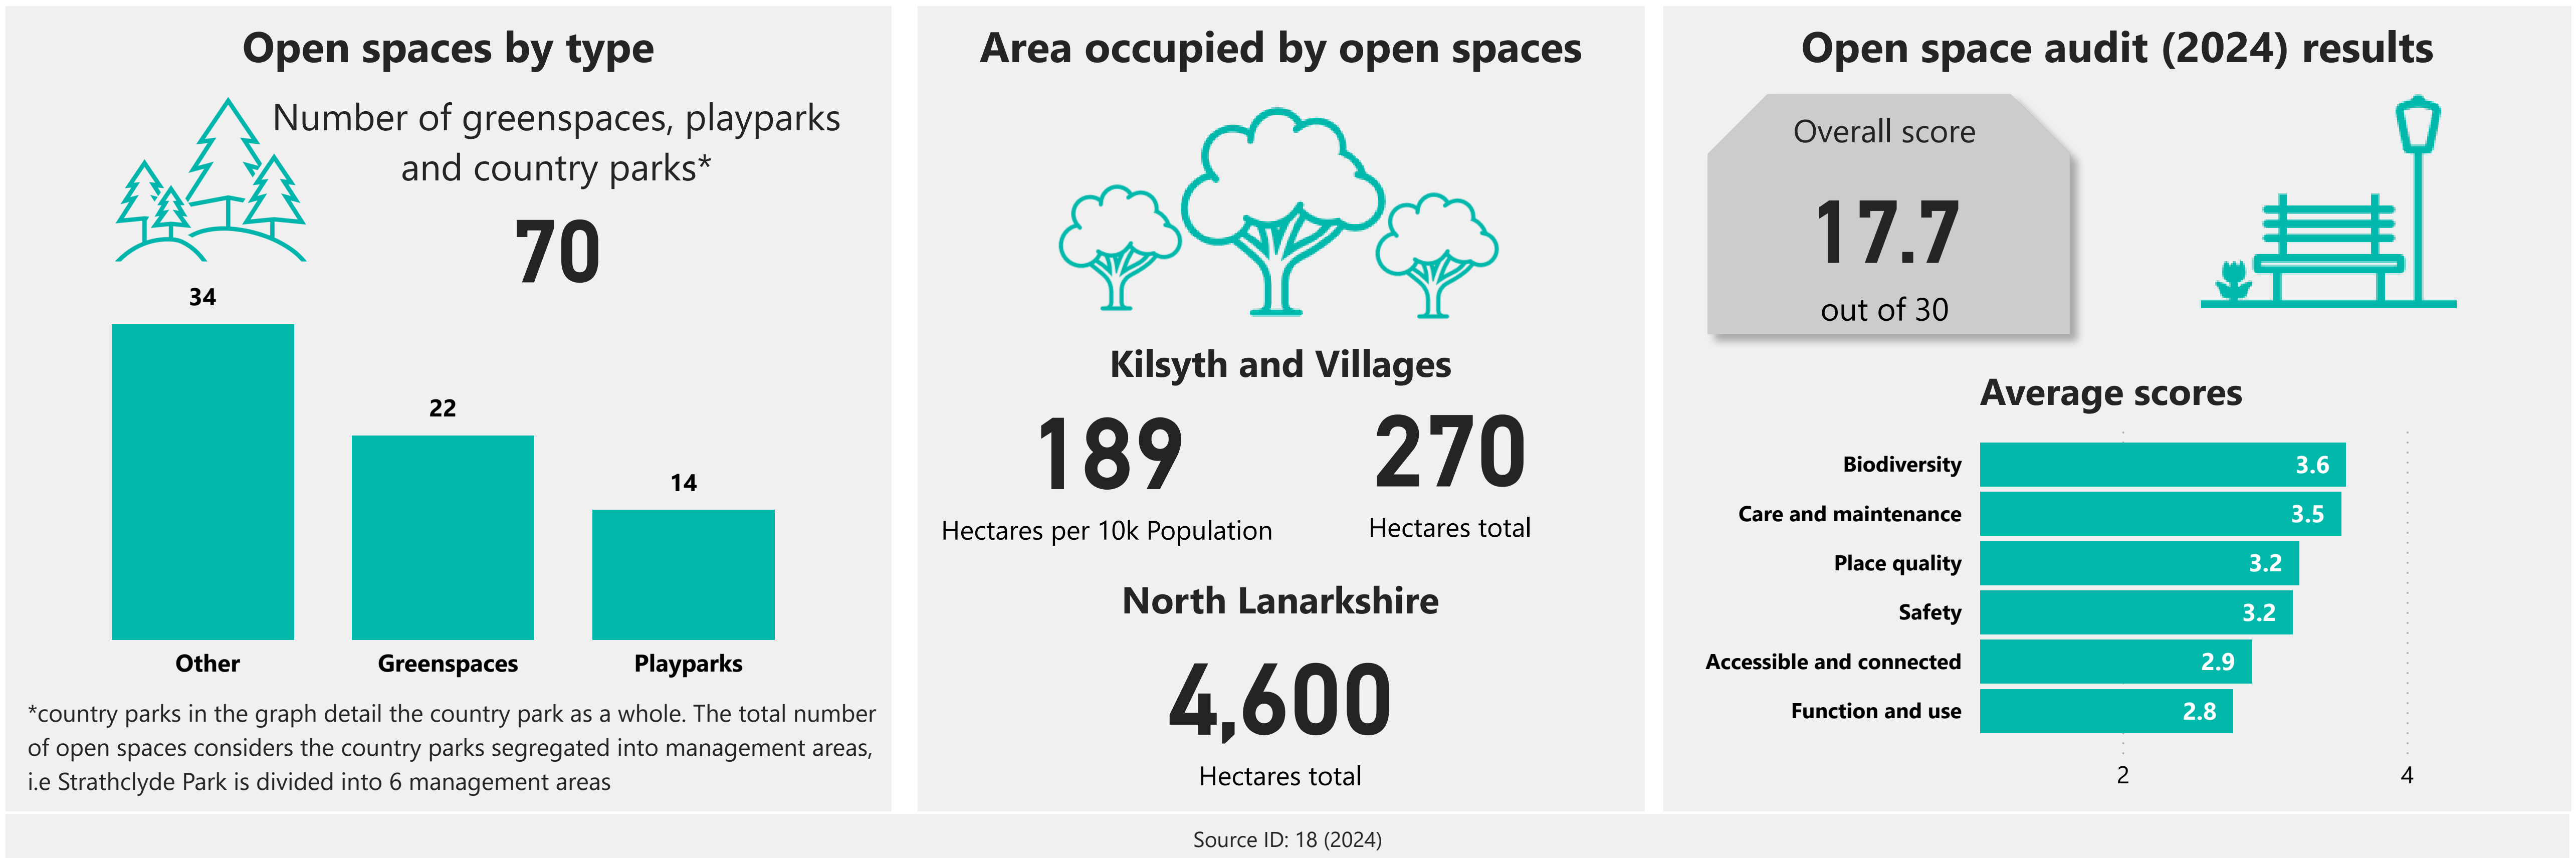 Open spaces by type
Number of greenspaces, playparks
and country parks*
70
34
22
14
Other
Greenspaces
Playparks
*country parks in the graph detail the country park as a whole. The total number
of open spaces considers the country parks segregated into management areas,
i.e Strathclyde Park is divided into 6 management areas
Area occupied by open spaces
Kilsyth and Villages
189
Hectares per 10k Population
270
Hectares total
North Lanarkshire
4,600
Hectares total
Open space audit (2024) results
Overall score
17.7
out of 30
Average scores
Biodiversity 3.6
Care and maintenance 3.5
Place quality 3.2
Safety 3.2
Accessible and connected 2.9
Function and use 2.8
2 4
Source ID: 18 (2024)